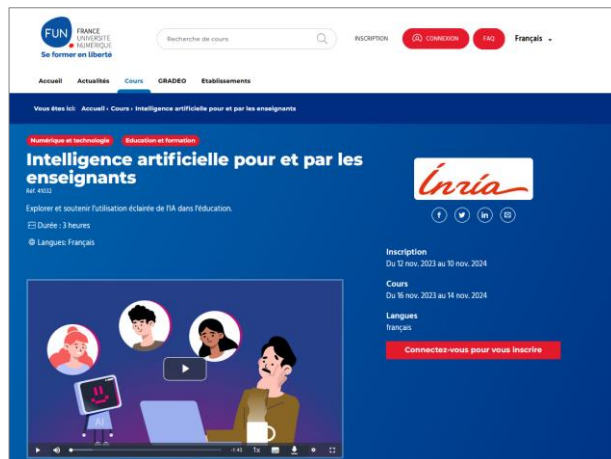 FUN
FRANCE
UNIVERSITÉ
NUMÉRIQUE
Se former en liberté
Recherche de cours
INSCRIPTION
CONNEXION
FAQ
Français
Accueil
Actualités
Cours
GRADEO
Etablissements
Vous êtes ici: Accueil › Cours › Intelligence artificielle pour et par les enseignants
Numérique et technologie
Education et formation
Intelligence artificielle pour et par les
enseignants
Réf. 41032
Explorer et soutenir l'utilisation éclairée de l'IA dans l'éducation.
Durée : 3 heures
Langues: Français
Inria
Inscription
Du 12 nov. 2023 au 10 nov. 2024
Cours
Du 16 nov. 2023 au 14 nov. 2024
Langues
français
Connectez-vous pour vous inscrire
AI
-1:43
1x